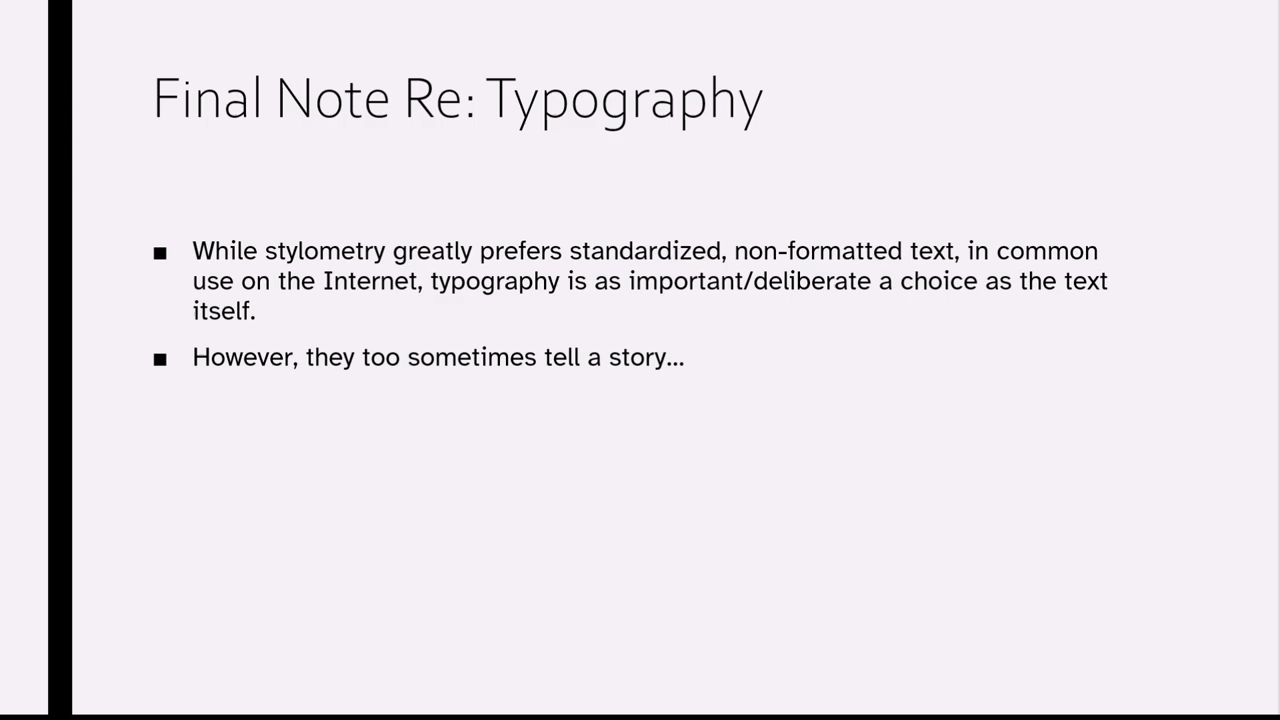 Final Note Re: Typography
■ While stylometry greatly prefers standardized, non-formatted text, in common
use on the Internet, typography is as important/deliberate a choice as the text
itself.
■ However, they too sometimes tell a story...